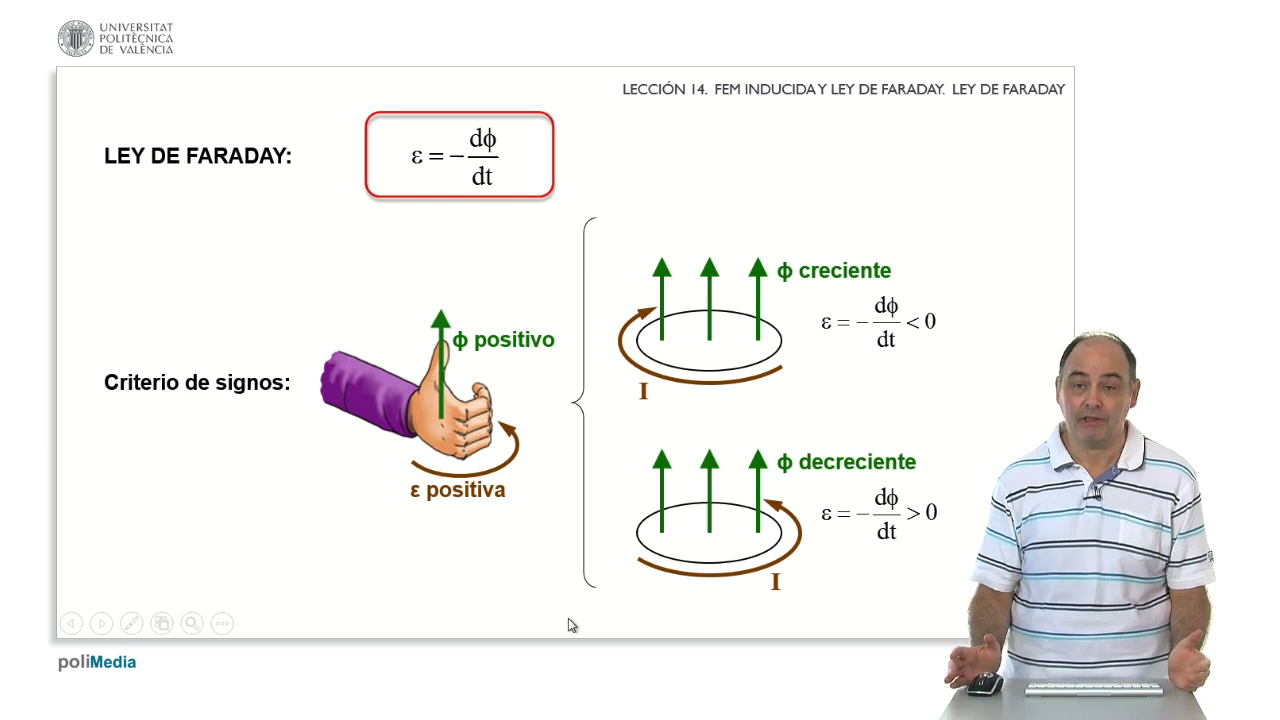 UNIVERSITAT
POLITÈCNICA
DE VALÈNCIA
LECCIÓN 14. FEM INDUCIDA Y LEY DE FARADAY. LEY DE FARADAY
LEY DE FARADAY:
ε = − dϕ/dt
Criterio de signos:
ϕ positivo
ε positiva
ϕ creciente
ε = − dϕ/dt < 0
I
ϕ decreciente
ε = − dϕ/dt > 0
I
poliMedia